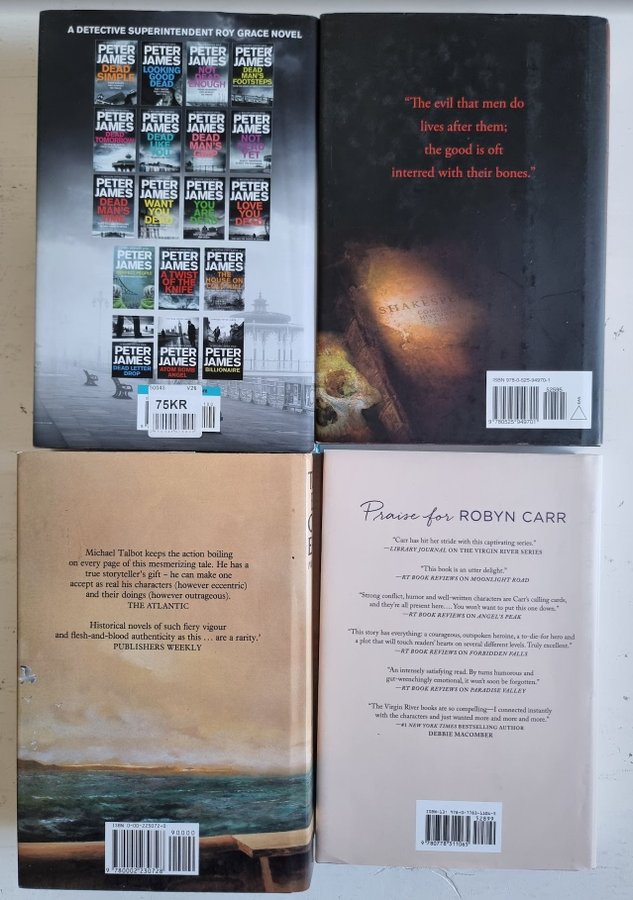 A DETECTIVE SUPERINTENDENT ROY GRACE NOVEL
PETER JAMES
DEAD SIMPLE
PETER JAMES
LOOKING GOOD DEAD
PETER JAMES
NOT DEAD ENOUGH
PETER JAMES
DEAD MAN'S FOOTSTEPS
PETER JAMES
DEAD TOMORROW
PETER JAMES
DEAD LIKE YOU
PETER JAMES
DEAD MAN'S GRIP
PETER JAMES
NOT DEAD YET
PETER JAMES
DEAD MAN'S TIME
PETER JAMES
WANT YOU DEAD
PETER JAMES
YOU ARE DEAD
PETER JAMES
LOVE YOU DEAD
PETER JAMES
PERFECT PEOPLE
PETER JAMES
A TWIST OF THE KNIFE
PETER JAMES
THE HOUSE ON COLD HILL
PETER JAMES
DEAD LETTER DROP
PETER JAMES
ATOM BOMB ANGEL
PETER JAMES
BILLIONAIRE
75KR
"The evil that men do
lives after them;
the good is oft
interred with their bones."
SHAKESPEARE
ISBN 978-0-525-94970-1
52595
9 780525 949701
Michael Talbot keeps the action boiling
on every page of this mesmerizing tale. He has a
true storyteller's gift – he can make one
accept as real his characters (however eccentric)
and their doings (however outrageous).
THE ATLANTIC
Historical novels of such fiery vigour
and flesh-and-blood authenticity as this ... are a rarity.'
PUBLISHERS WEEKLY
ISBN 0-00-223072-0
90000
9 780002 230728
Praise for ROBYN CARR
"Carr has hit her stride with this captivating series."
—LIBRARY JOURNAL ON THE VIRGIN RIVER SERIES
"This book is an utter delight."
—RT BOOK REVIEWS ON MOONLIGHT ROAD
"Strong conflict, humor and well-written characters are Carr's calling cards,
and they're all present here.... You won't want to put this one down."
—RT BOOK REVIEWS ON ANGEL'S PEAK
"This story has everything: a courageous, outspoken heroine, a to-die-for hero and
a plot that will touch readers' hearts on several different levels. Truly excellent."
—RT BOOK REVIEWS ON FORBIDDEN FALLS
"An intensely satisfying read. By turns humorous and
gut-wrenchingly emotional, it won't soon be forgotten."
—RT BOOK REVIEWS ON PARADISE VALLEY
"The Virgin River books are so compelling—I connected instantly
with the characters and just wanted more and more and more."
—#1 NEW YORK TIMES BESTSELLING AUTHOR
DEBBIE MACOMBER
52899